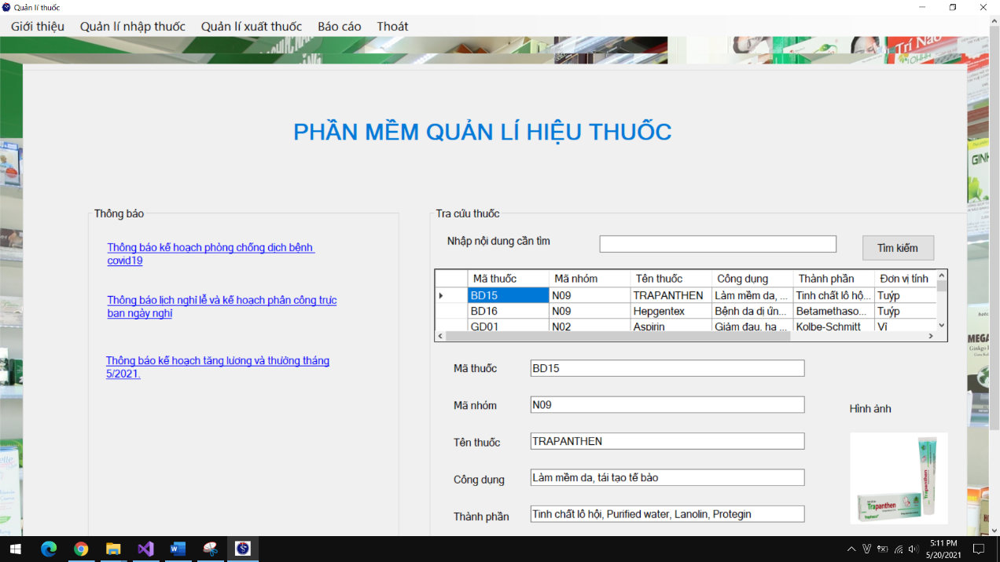 Quản lí thuốc
Giới thiệu Quản lí nhập thuốc Quản lí xuất thuốc Báo cáo Thoát
Trí Não
PHẦN MỀM QUẢN LÍ HIỆU THUỐC
Thông báo
Thông báo kế hoạch phòng chống dịch bệnh
covid19
Thông báo lịch nghỉ lễ và kế hoạch phân công trực
ban ngày nghỉ
Thông báo kế hoạch tăng lương và thưởng tháng
5/2021.
Tra cứu thuốc
Nhập nội dung cần tìm Tìm kiếm
Mã thuốc Mã nhóm Tên thuốc Công dụng Thành phần Đơn vị tính
BD15 N09 TRAPANTHEN Làm mềm da, ... Tinh chất lô hộ... Tuýp
BD16 N09 Hepgentex Bệnh da dị ứn... Betamethaso... Tuýp
GD01 N02 Aspirin Giảm đau, hạ ... Kolbe-Schmitt Vỉ
Mã thuốc BD15
Mã nhóm N09
Hình ảnh
Tên thuốc TRAPANTHEN
Công dụng Làm mềm da, tái tạo tế bào
Thành phần Tinh chất lô hội, Purified water, Lanolin, Protegin
Trapanthen
Trapanthen
5:11 PM
5/20/2021